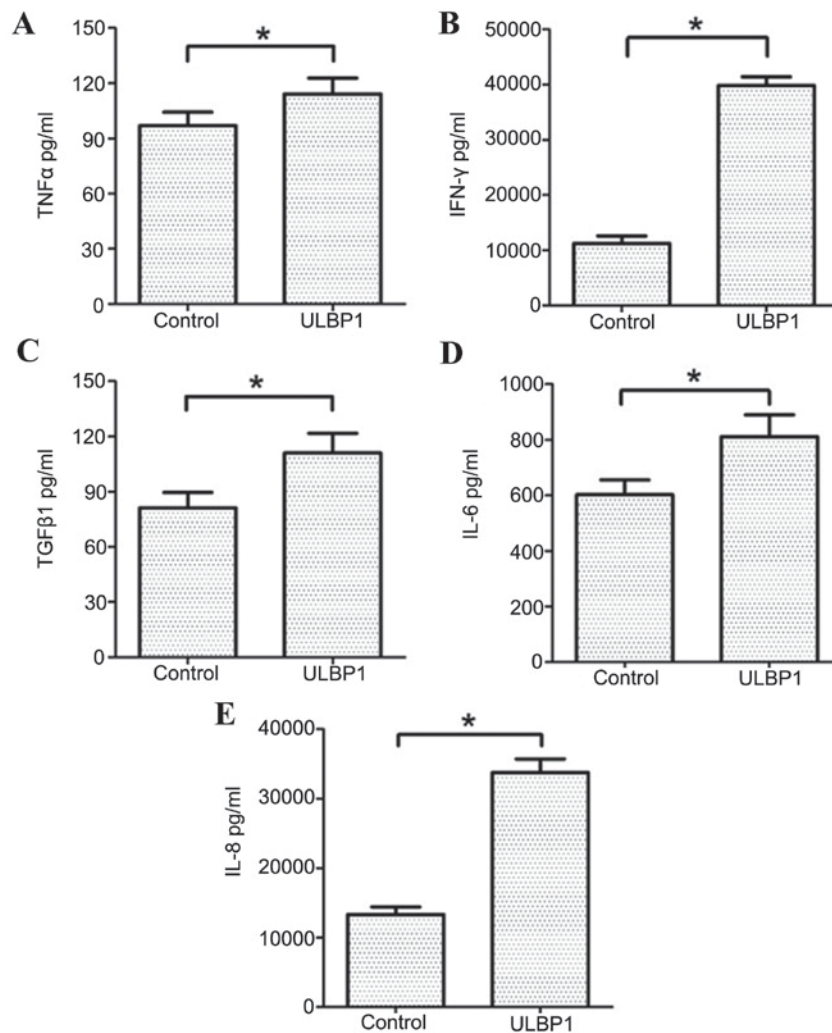 A
TNFα pg/ml
150
120
90
60
30
0
*
Control
ULBP1
B
IFN-γ pg/ml
50000
40000
30000
20000
10000
0
*
Control
ULBP1
C
TGFβ1 pg/ml
150
120
90
60
30
0
*
Control
ULBP1
D
IL-6 pg/ml
1000
800
600
400
200
0
*
Control
ULBP1
E
IL-8 pg/ml
40000
30000
20000
10000
0
*
Control
ULBP1